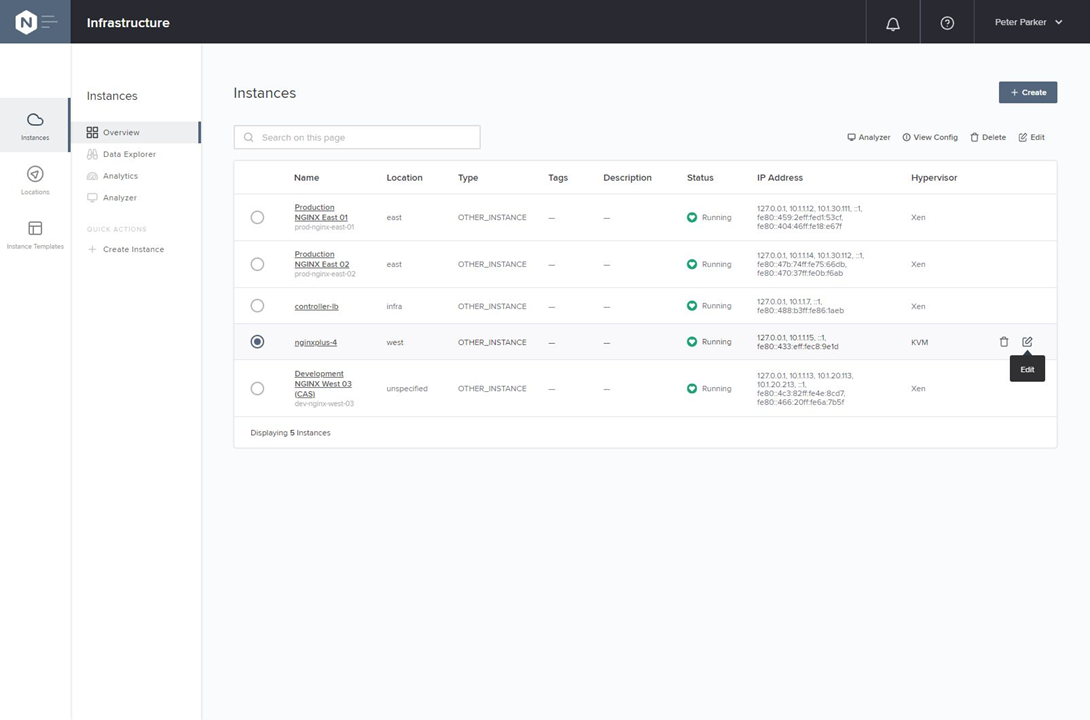 N
Infrastructure
Peter Parker
Instances
Locations
Instance Templates
Instances
Overview
Data Explorer
Analytics
Analyzer
QUICK ACTIONS
Create Instance
Instances
Create
Search on this page
Analyzer View Config Delete Edit
Name Location Type Tags Description Status IP Address Hypervisor
Production
NGINX East 01
prod-nginx-east-01
east OTHER_INSTANCE — — Running
127.0.0.1, 10.1.1.12, 10.1.30.111, ::1,
fe80::459:2eff:fed1:53cf,
fe80::404:46ff:fe18:e67f
Xen
Production
NGINX East 02
prod-nginx-east-02
east OTHER_INSTANCE — — Running
127.0.0.1, 10.1.1.14, 10.1.30.112, ::1,
fe80::47b:74ff:fe75:66db,
fe80::470:37ff:fe0b:f6ab
Xen
controller-lb infra OTHER_INSTANCE — — Running
127.0.0.1, 10.1.1.7, ::1,
fe80::488:b3ff:fe86:1aeb
Xen
nginxplus-4 west OTHER_INSTANCE — — Running
127.0.0.1, 10.1.1.15, ::1,
fe80::433:eff:fec8:9e1d
KVM
Edit
Development
NGINX West 03
(CAS)
dev-nginx-west-03
unspecified OTHER_INSTANCE — — Running
127.0.0.1, 10.1.1.13, 10.1.20.113,
10.1.20.213, ::1,
fe80::4c3:82ff:fe4e:8cd7,
fe80::466:20ff:fe6a:7b5f
Xen
Displaying 5 Instances